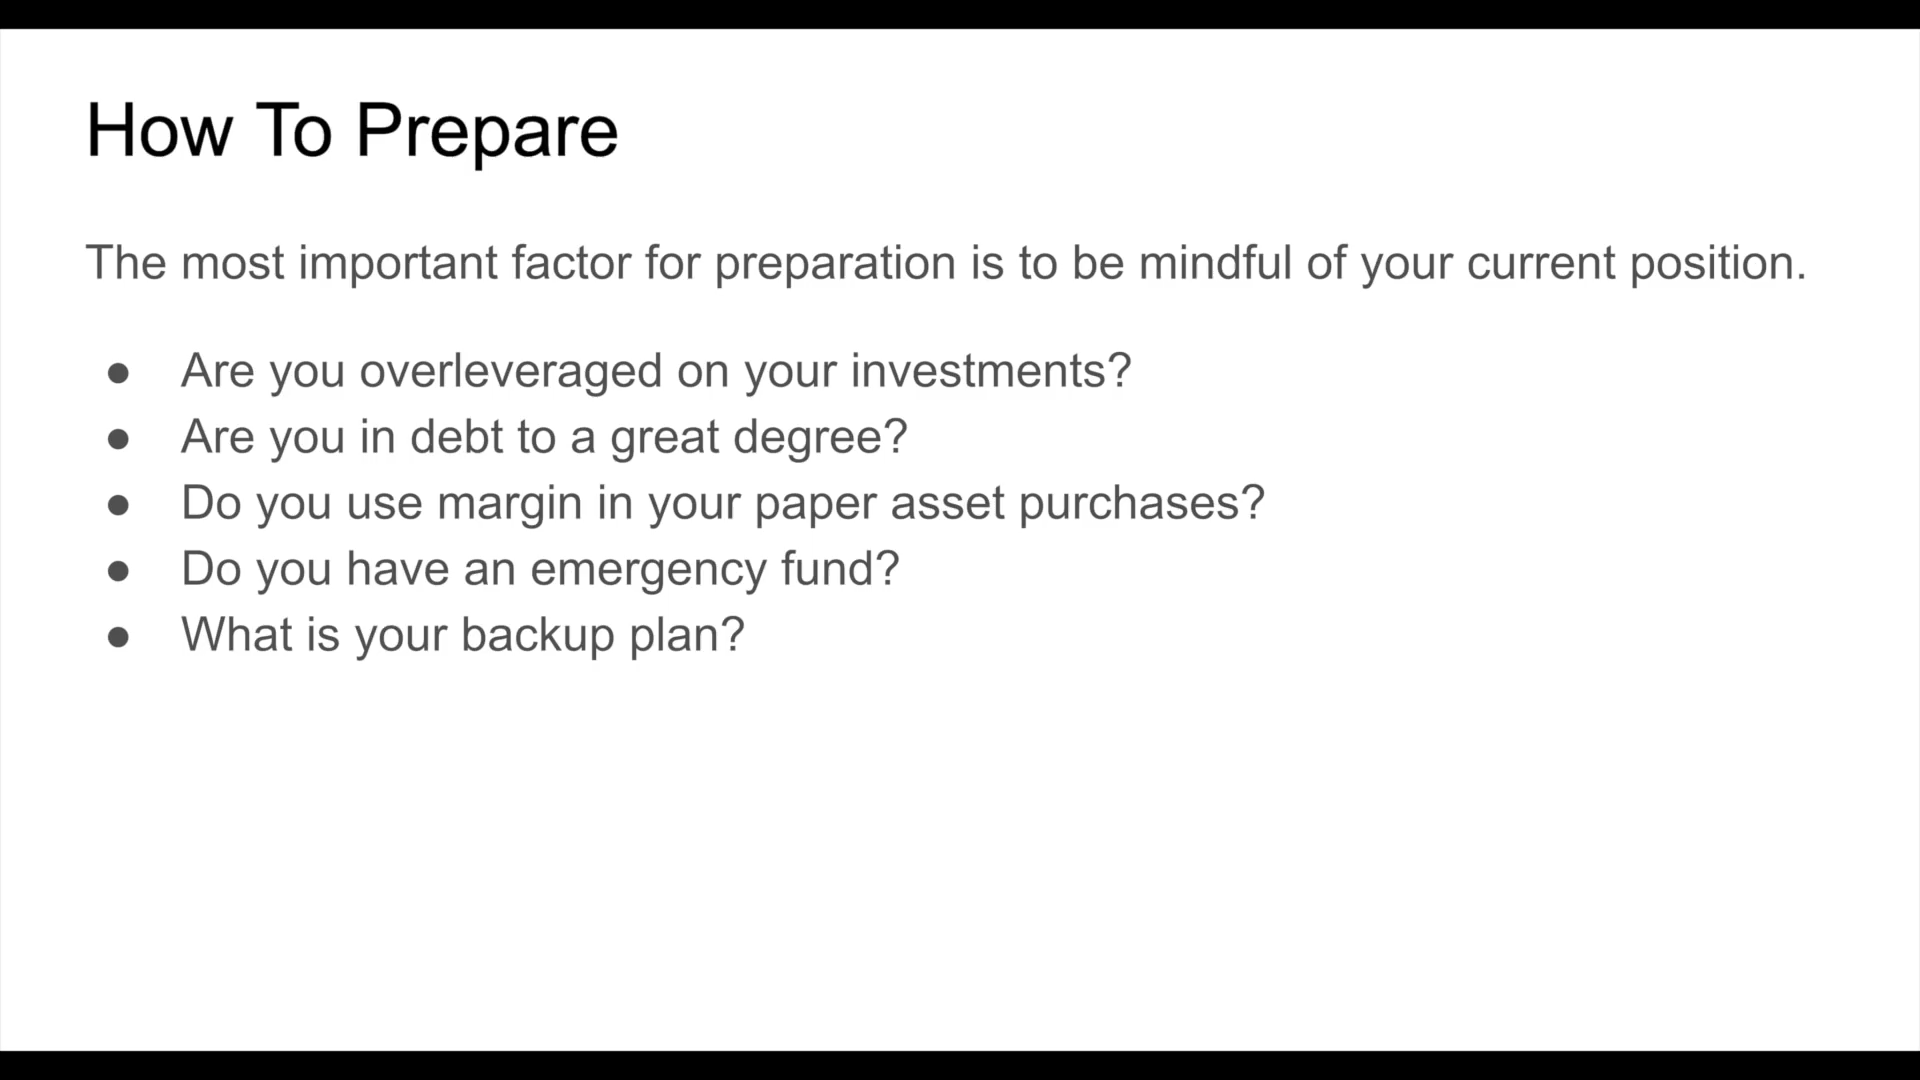 How To Prepare
The most important factor for preparation is to be mindful of your current position.
● Are you overleveraged on your investments?
● Are you in debt to a great degree?
● Do you use margin in your paper asset purchases?
● Do you have an emergency fund?
● What is your backup plan?